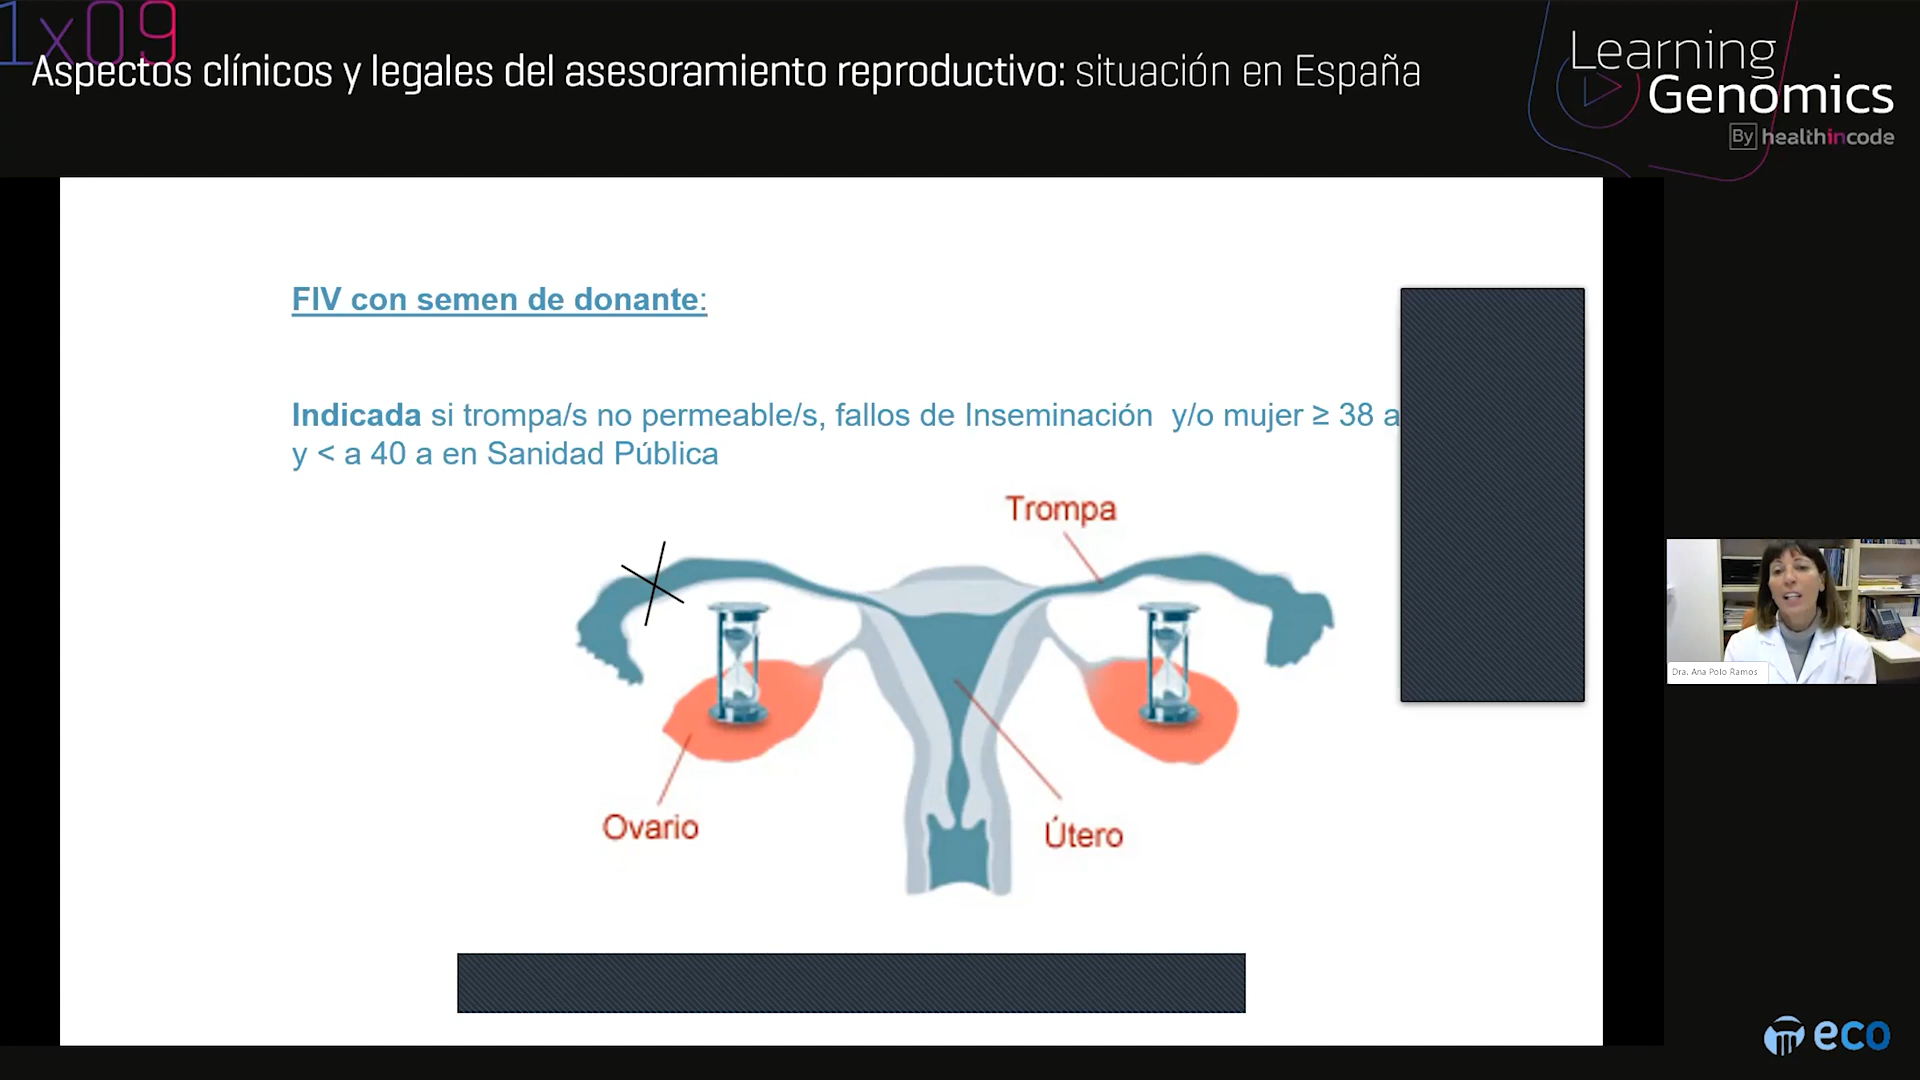 1x09
Aspectos clínicos y legales del asesoramiento reproductivo: situación en España
Learning
Genomics
By healthincode
FIV con semen de donante:
Indicada si trompa/s no permeable/s, fallos de Inseminación y/o mujer ≥ 38 a
y < a 40 a en Sanidad Pública
Trompa
Ovario
Útero
Dra. Ana Polo Ramos
eco